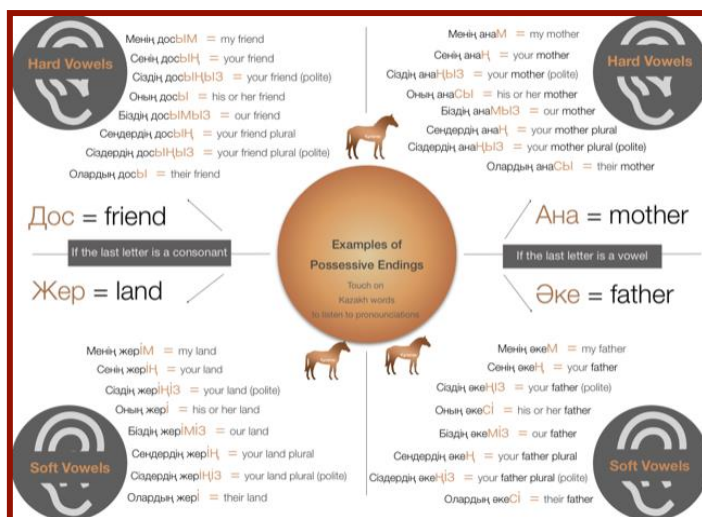 Hard Vowels
Менің досЫМ = my friend
Сенің досЫҢ = your friend
Сіздің досЫҢЫЗ = your friend (polite)
Оның досЫ = his or her friend
Біздің досЫМЫЗ = our friend
Сендердің досЫҢ = your friend plural
Сіздердің досЫҢЫЗ = your friend plural (polite)
Олардың досЫ = their friend
Менің анаМ = my mother
Сенің анаҢ = your mother
Сіздің анаҢЫЗ = your mother (polite)
Оның анаСЫ = his or her mother
Біздің анаМЫЗ = our mother
Сендердің анаҢ = your mother plural
Сіздердің анаҢЫЗ = your mother plural (polite)
Олардың анаСЫ = their mother
Hard Vowels
Дос = friend
If the last letter is a consonant
Жер = land
Examples of
Possessive Endings
Touch on
Kazakh words
to listen to pronounciations
Ана = mother
If the last letter is a vowel
Әке = father
Менің жерІМ = my land
Сенің жерІҢ = your land
Сіздің жерІҢІЗ = your land (polite)
Оның жерІ = his or her land
Біздің жерІМІЗ = our land
Сендердің жерІҢ = your land plural
Сіздердің жерІҢІЗ = your land plural (polite)
Олардың жерІ = their land
Soft Vowels
Менің әкеМ = my father
Сенің әкеҢ = your father
Сіздің әкеҢІЗ = your father (polite)
Оның әкеСІ = his or her father
Біздің әкеМІЗ = our father
Сендердің әкеҢ = your father plural
Сіздердің әкеҢІЗ = your father plural (polite)
Олардың әкеСІ = their father
Soft Vowels